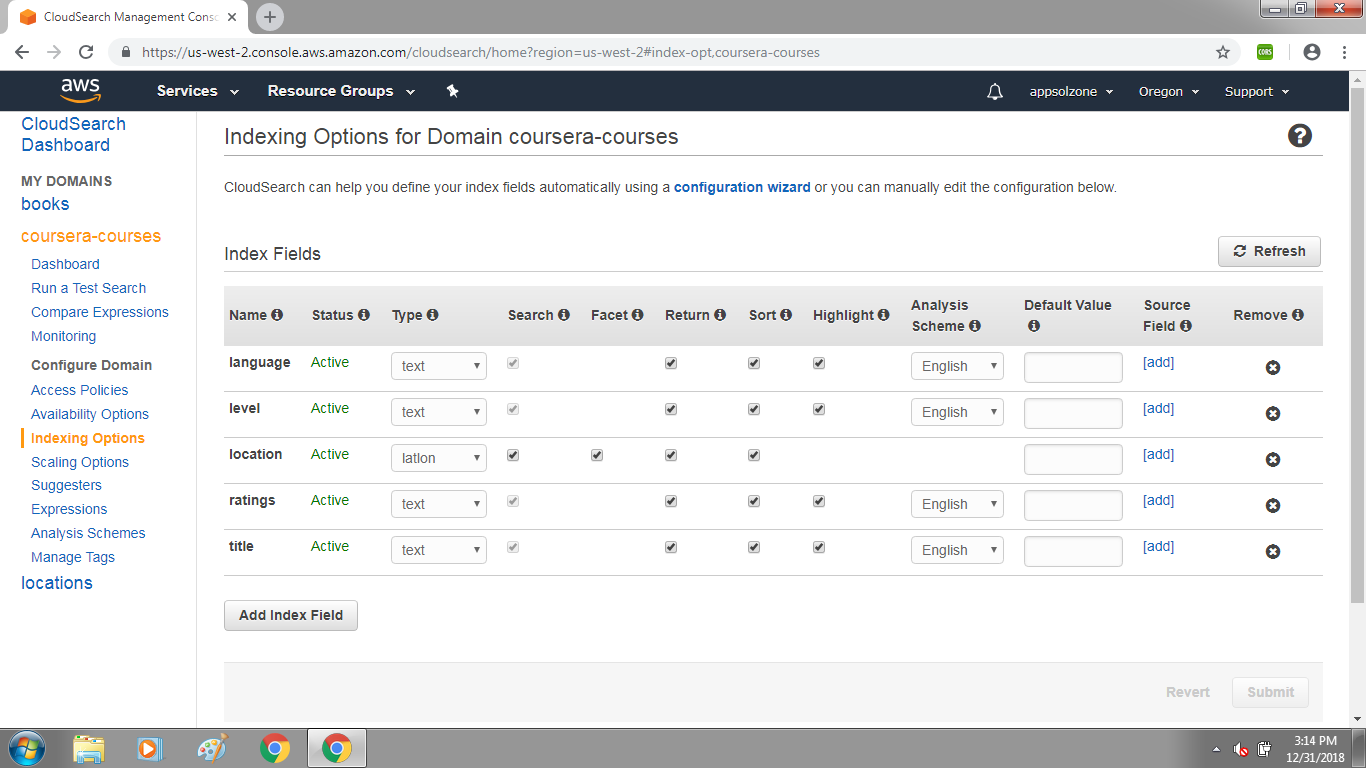 CloudSearch Management Conso
https://us-west-2.console.aws.amazon.com/cloudsearch/home?region=us-west-2#index-opt,coursera-courses
CORS
aws
Services
Resource Groups
appsolzone
Oregon
Support
CloudSearch
Dashboard
MY DOMAINS
books
coursera-courses
Dashboard
Run a Test Search
Compare Expressions
Monitoring
Configure Domain
Access Policies
Availability Options
Indexing Options
Scaling Options
Suggesters
Expressions
Analysis Schemes
Manage Tags
locations
Indexing Options for Domain coursera-courses
CloudSearch can help you define your index fields automatically using a configuration wizard or you can manually edit the configuration below.
Index Fields
Refresh
Name Status Type Search Facet Return Sort Highlight Analysis Scheme Default Value Source Field Remove
language Active text English [add]
level Active text English [add]
location Active latlon [add]
ratings Active text English [add]
title Active text English [add]
Add Index Field
Revert Submit
3:14 PM
12/31/2018